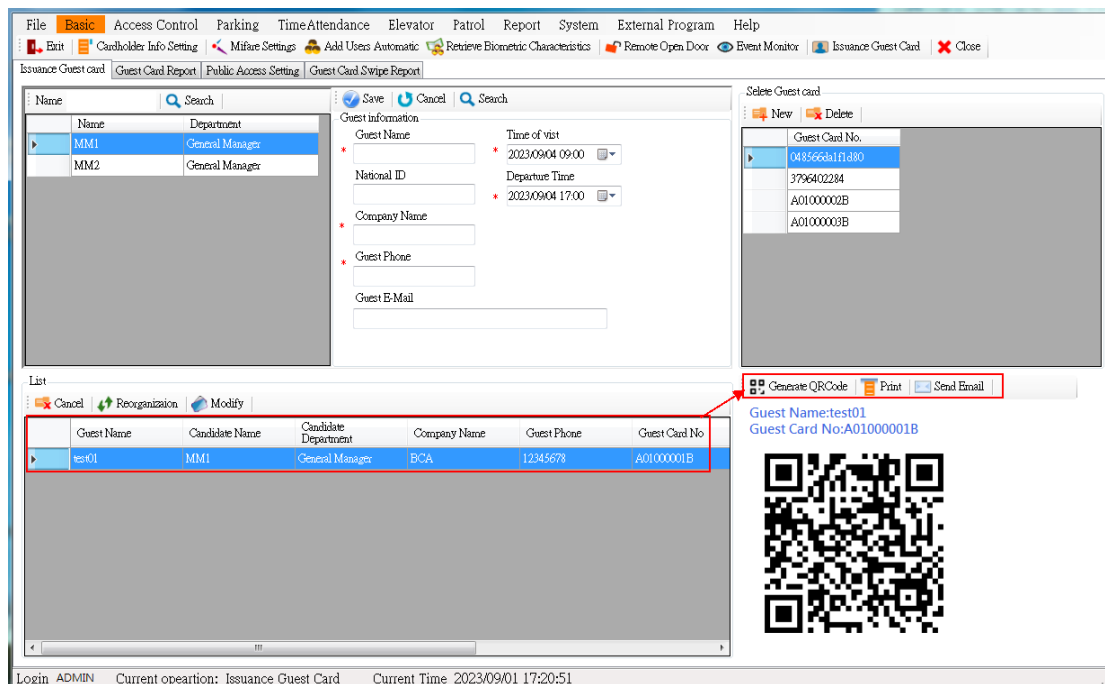 File Basic Access Control Parking TimeAttendance Elevator Patrol Report System External Program Help
Exit Cardholder Info Setting Mifare Settings Add Users Automatic Retrieve Biometric Characteristics Remote Open Door Event Monitor Issuance Guest Card Close
Issuance Guest card Guest Card Report Public Access Setting Guest Card Swipe Report
Name Search
Name Department
MM1 General Manager
MM2 General Manager
Save Cancel Search
Guest information
Guest Name Time of vist
* * 2023/09/04 09:00
National ID Departure Time
* 2023/09/04 17:00
Company Name
*
Guest Phone
*
Guest E-Mail
Selete Guest card
New Delete
Guest Card No.
048566da1f1d80
3796402284
A01000002B
A01000003B
List
Cancel Reorganizaion Modify
Guest Name Candidate Name Candidate Department Company Name Guest Phone Guest Card No
test01 MM1 General Manager BCA 12345678 A01000001B
Generate QRCode Print Send Email
Guest Name:test01
Guest Card No:A01000001B
Login ADMIN Current opeartion: Issuance Guest Card Current Time 2023/09/01 17:20:51